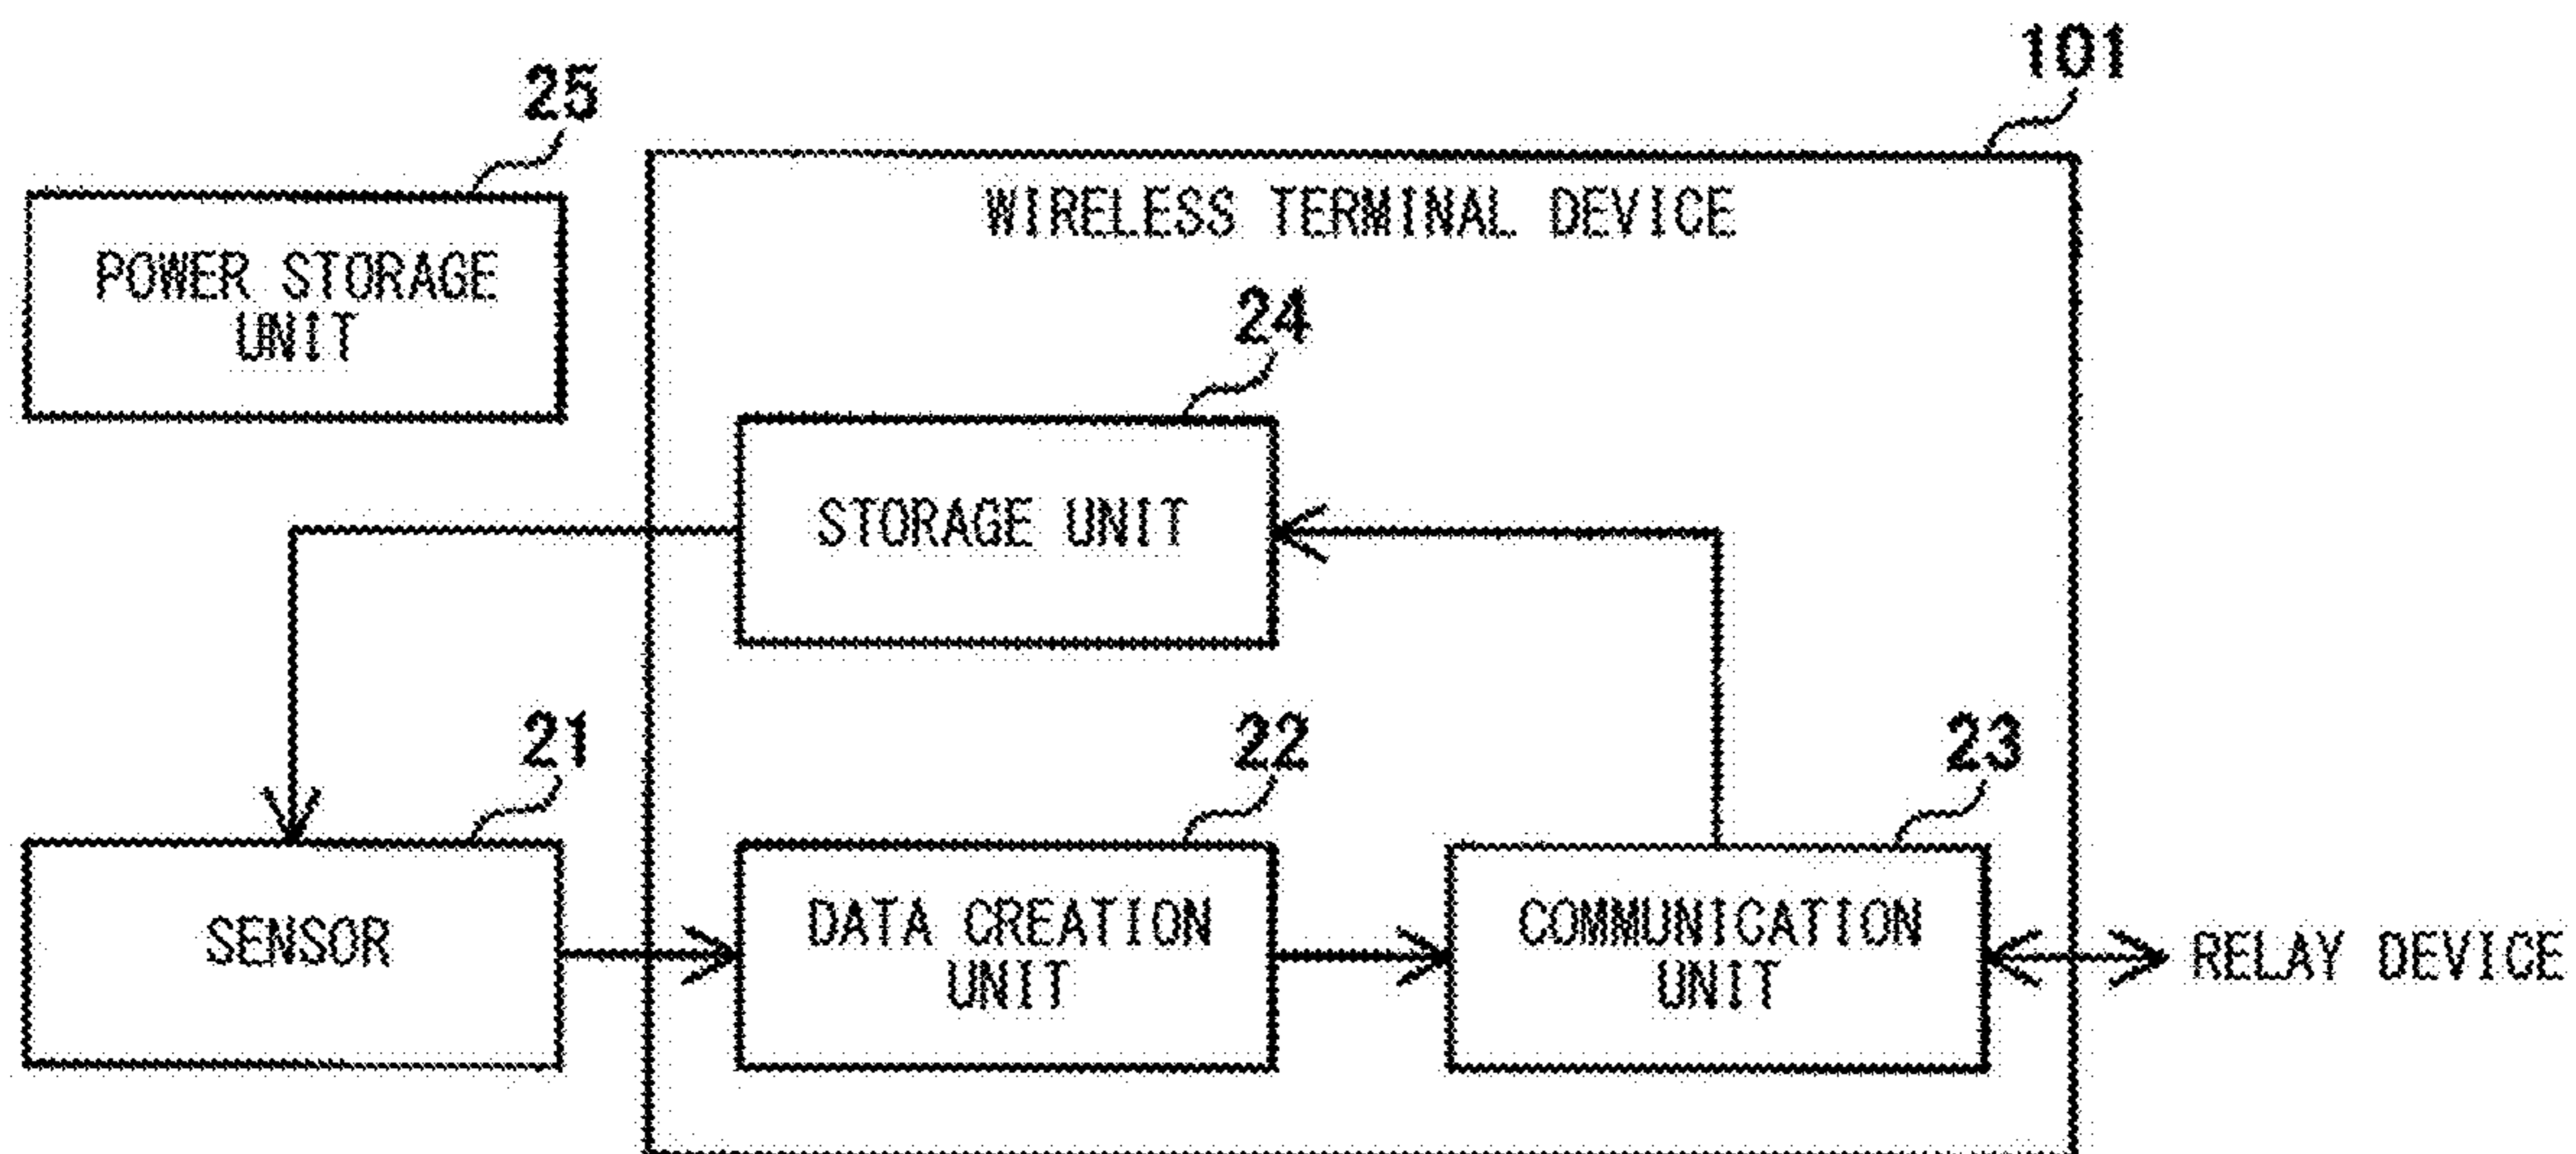 101
25
WIRELESS TERMINAL DEVICE
POWER STORAGE
UNIT
24
STORAGE UNIT
21
22
23
SENSOR
DATA CREATION
UNIT
COMMUNICATION
UNIT
RELAY DEVICE